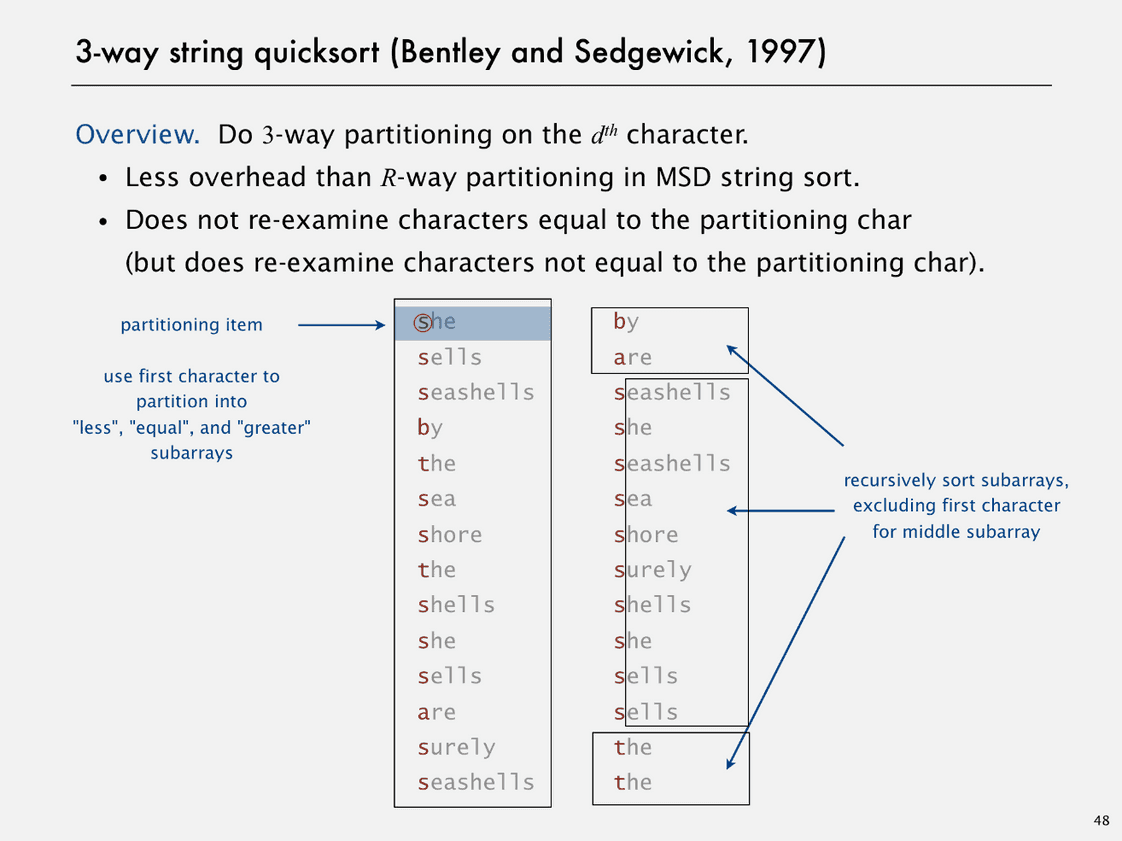 3-way string quicksort (Bentley and Sedgewick, 1997)
Overview. Do 3-way partitioning on the dth character.
• Less overhead than R-way partitioning in MSD string sort.
• Does not re-examine characters equal to the partitioning char
(but does re-examine characters not equal to the partitioning char).
partitioning item
use first character to
partition into
"less", "equal", and "greater"
subarrays
she
sells
seashells
by
the
sea
shore
the
shells
she
sells
are
surely
seashells
by
are
seashells
she
seashells
sea
shore
surely
shells
she
sells
sells
the
the
recursively sort subarrays,
excluding first character
for middle subarray
48